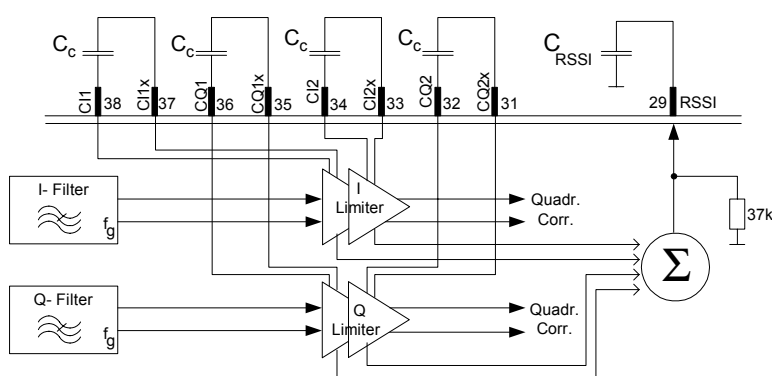 Cc
Cc
Cc
Cc
CRSSI
CI1
38
CI1x
37
CQ1
36
CQ1x
35
CI2
34
CI2x
33
CQ2
32
CQ2x
31
29
RSSI
I- Filter
fg
I
Limiter
Quadr.
Corr.
37k
Σ
Q- Filter
fg
Q
Limiter
Quadr.
Corr.